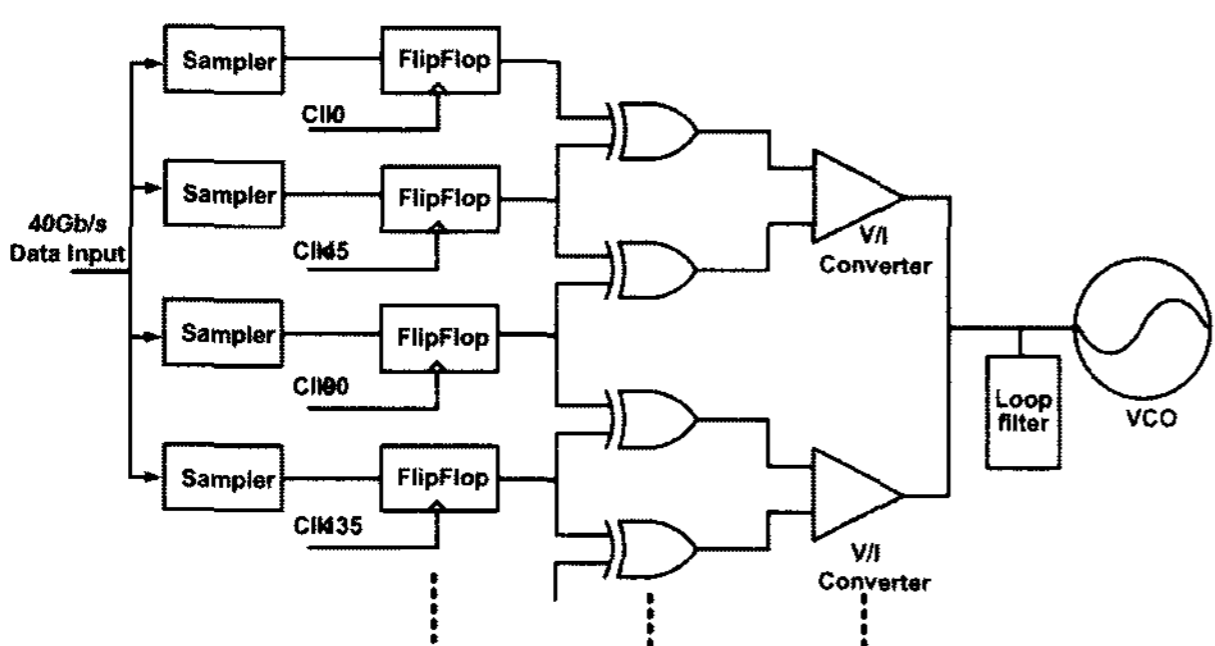 Sampler
FlipFlop
Clk0
Sampler
FlipFlop
Clk45
40Gb/s
Data Input
V/I
Converter
Sampler
FlipFlop
Clk90
Loop
filter
VCO
Sampler
FlipFlop
Clk135
V/I
Converter